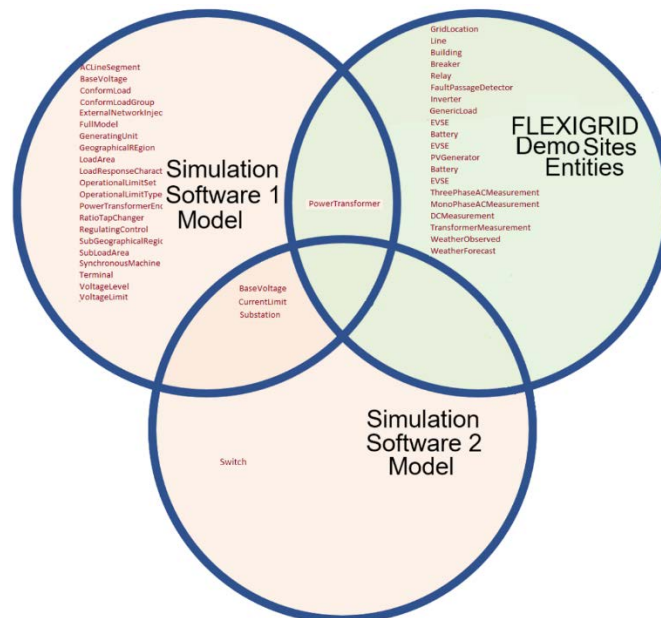 ACLineSegment
BaseVoltage
ConformLoad
ConformLoadGroup
ExternalNetworkInjec
FullModel
GeneratingUnit
GeographicalREgion
LoadArea
LoadResponseCharact
OperationalLimitSet
OperationalLimitType
PowerTransformerEnd
RatioTapChanger
RegulatingControl
SubGeographicalRegic
SubLoadArea
SynchronousMachine
Terminal
VoltageLevel
VoltageLimit
Simulation
Software 1
Model
PowerTransformer
GridLocation
Line
Building
Breaker
Relay
FaultPassageDetector
Inverter
GenericLoad
EVSE
Battery
EVSE
PVGenerator
Battery
EVSE
ThreePhaseACMeasurement
MonoPhaseACMeasurement
DCMeasurement
TransformerMeasurement
WeatherObserved
WeatherForecast
FLEXIGRID
Demo Sites
Entities
BaseVoltage
CurrentLimit
Substation
Simulation
Software 2
Model
Switch